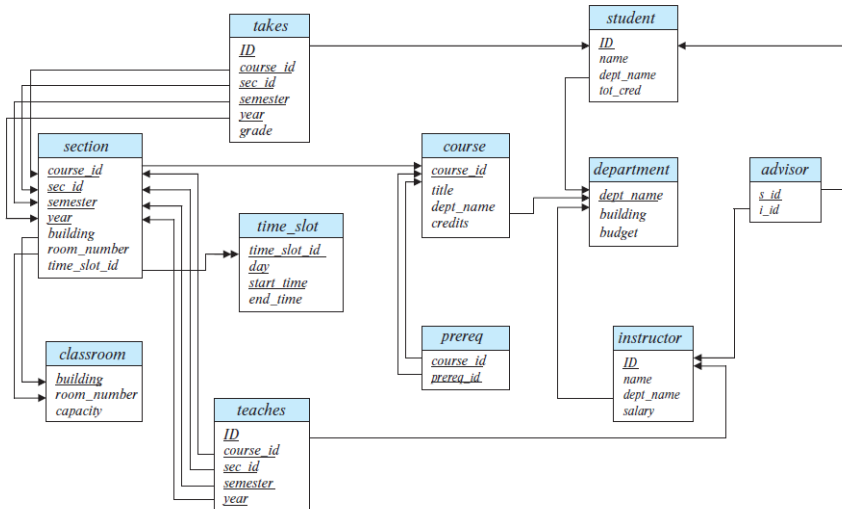 takes
ID
course_id
sec_id
semester
year
grade
student
ID
name
dept_name
tot_cred
section
course_id
sec_id
semester
year
building
room_number
time_slot_id
course
course_id
title
dept_name
credits
department
dept_name
building
budget
advisor
s_id
i_id
time_slot
time_slot_id
day
start_time
end_time
prereq
course_id
prereq_id
instructor
ID
name
dept_name
salary
classroom
building
room_number
capacity
teaches
ID
course_id
sec_id
semester
year